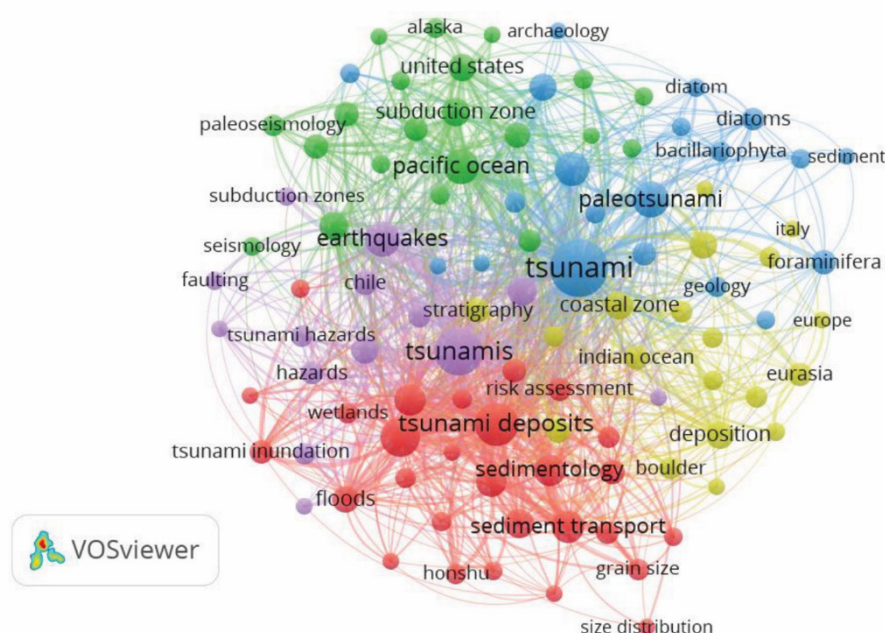 alaska
archaeology
united states
diatom
subduction zone
diatoms
paleoseismology
bacillariophyta
sediment
pacific ocean
subduction zones
paleotsunami
italy
earthquakes
seismology
tsunami
foraminifera
faulting
chile
geology
stratigraphy
coastal zone
europe
tsunami hazards
tsunamis
indian ocean
hazards
eurasia
risk assessment
wetlands
tsunami deposits
deposition
tsunami inundation
sedimentology
boulder
floods
sediment transport
VOSviewer
honshu
grain size
size distribution